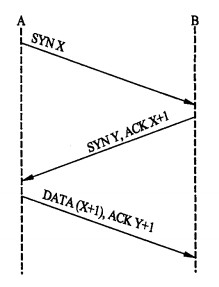 A B
SYN X
SYN Y, ACK X+1
DATA (X+1), ACK Y+1